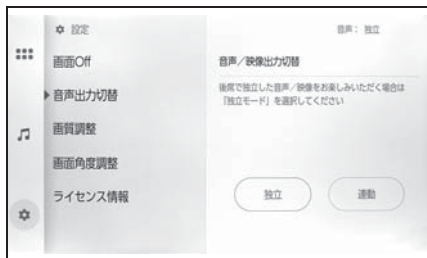 設定
音声： 独立
画面Off
音声出力切替
画質調整
画面角度調整
ライセンス情報
音声／映像出力切替
後席で独立した音声／映像をお楽しみいただく場合は
「独立モード」を選択してください
独立
連動